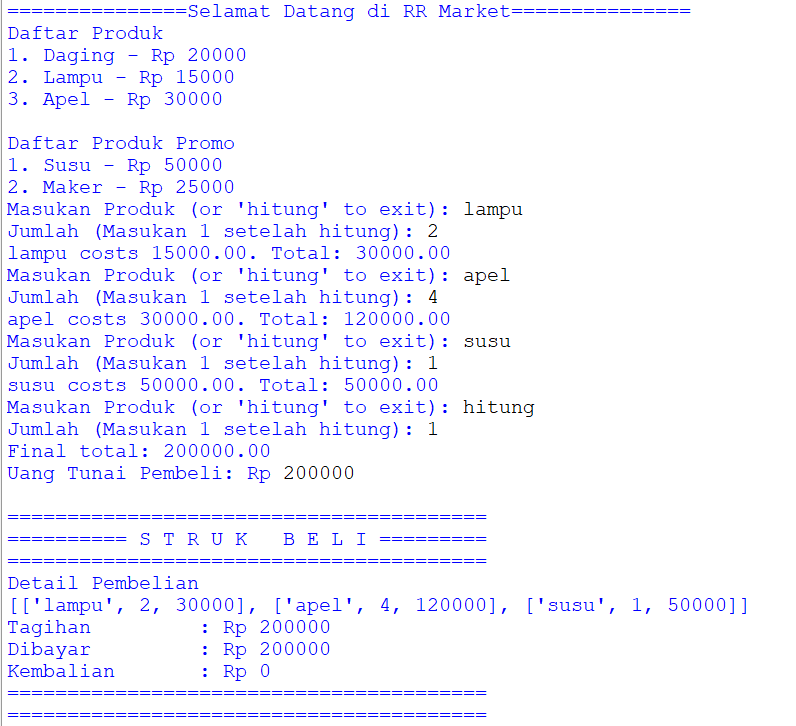 ===============Selamat Datang di RR Market===============
Daftar Produk
1. Daging - Rp 20000
2. Lampu - Rp 15000
3. Apel - Rp 30000

Daftar Produk Promo
1. Susu - Rp 50000
2. Maker - Rp 25000
Masukan Produk (or 'hitung' to exit): lampu
Jumlah (Masukan 1 setelah hitung): 2
lampu costs 15000.00. Total: 30000.00
Masukan Produk (or 'hitung' to exit): apel
Jumlah (Masukan 1 setelah hitung): 4
apel costs 30000.00. Total: 120000.00
Masukan Produk (or 'hitung' to exit): susu
Jumlah (Masukan 1 setelah hitung): 1
susu costs 50000.00. Total: 50000.00
Masukan Produk (or 'hitung' to exit): hitung
Jumlah (Masukan 1 setelah hitung): 1
Final total: 200000.00
Uang Tunai Pembeli: Rp 200000

========================================
========== S T R U K   B E L I =========
========================================
Detail Pembelian
[['lampu', 2, 30000], ['apel', 4, 120000], ['susu', 1, 50000]]
Tagihan         : Rp 200000
Dibayar         : Rp 200000
Kembalian       : Rp 0
========================================
========================================